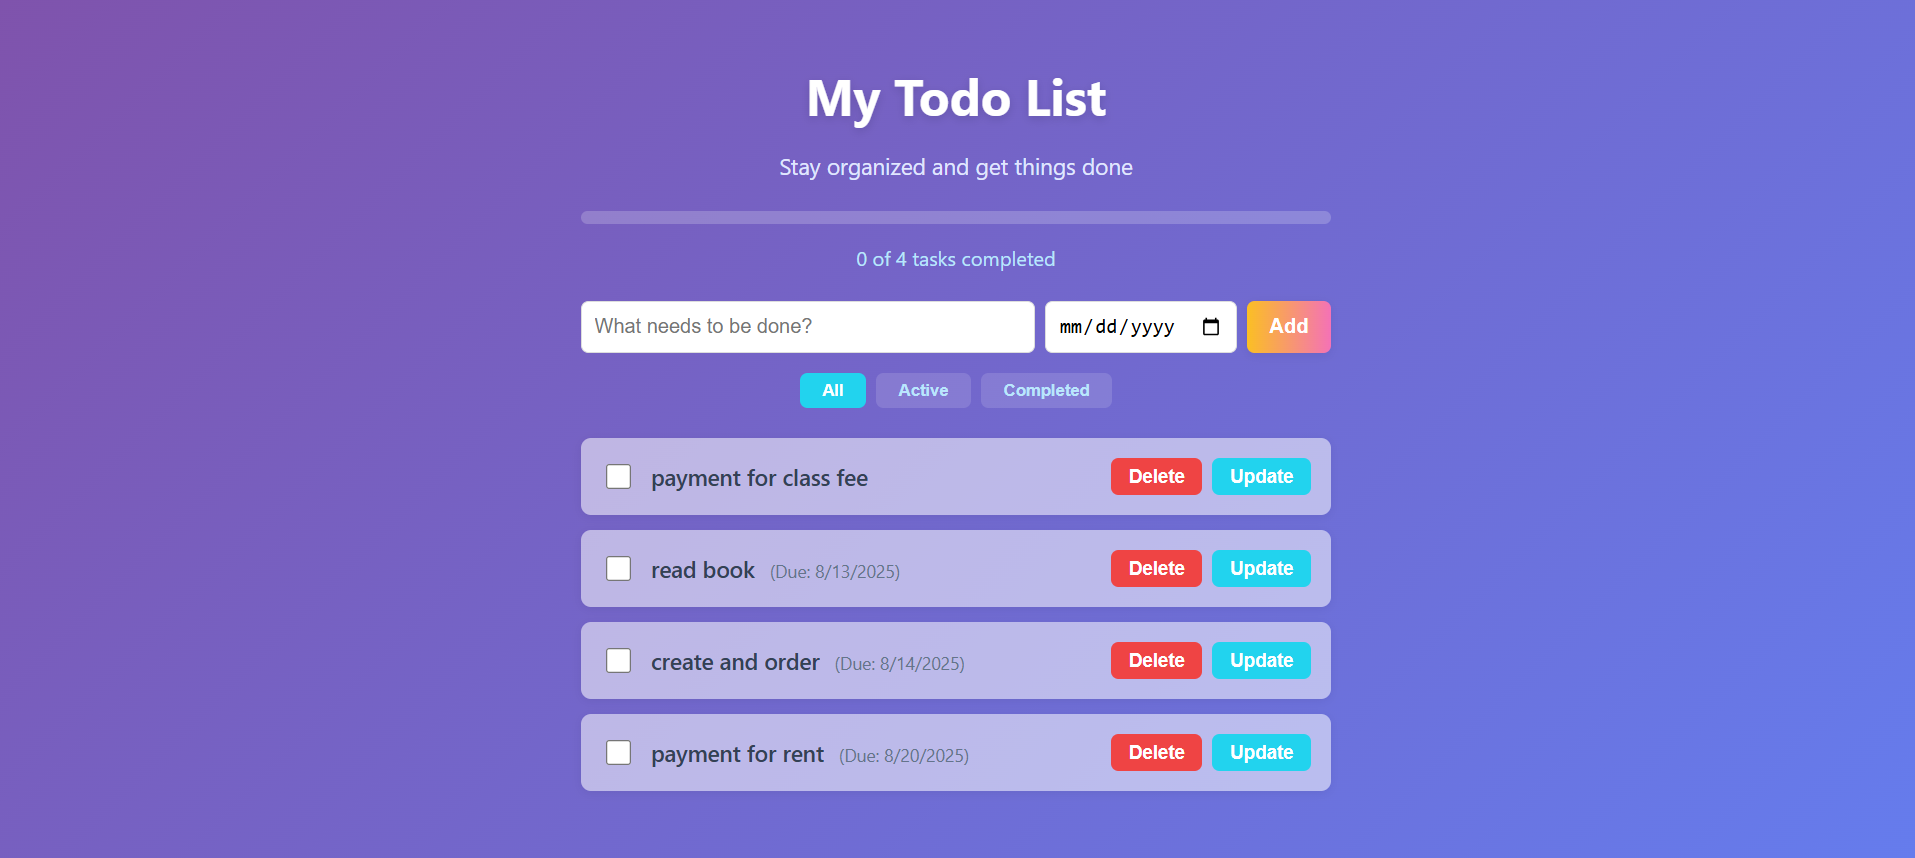 My Todo List
Stay organized and get things done
0 of 4 tasks completed
What needs to be done? mm/dd/yyyy Add
All Active Completed
payment for class fee Delete Update
read book (Due: 8/13/2025) Delete Update
create and order (Due: 8/14/2025) Delete Update
payment for rent (Due: 8/20/2025) Delete Update